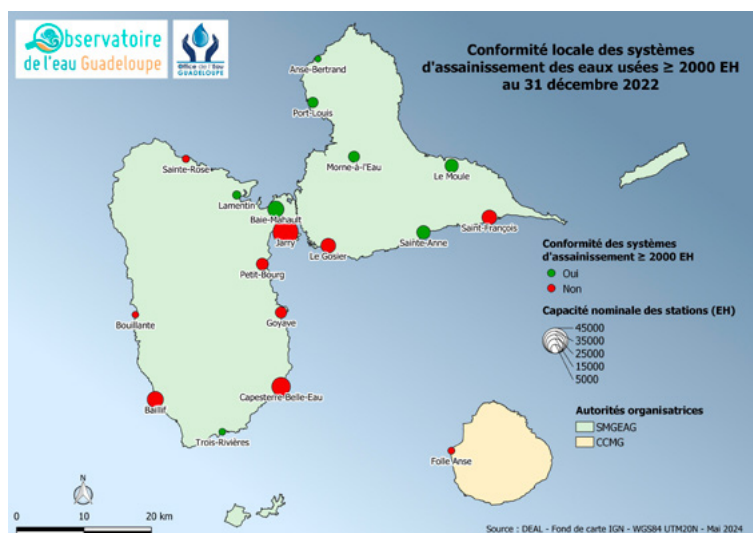 Observatoire
de l'eau Guadeloupe
Office de l'Eau
GUADELOUPE
Conformité locale des systèmes
d'assainissement des eaux usées ≥ 2000 EH
au 31 décembre 2022
Anse-Bertrand
Port-Louis
Morne-à-l'Eau
Le Moule
Sainte-Rose
Lamentin
Baie-Mahault
Jarry
Le Gosier
Sainte-Anne
Saint-François
Petit-Bourg
Goyave
Bouillante
Capesterre-Belle-Eau
Baillif
Trois-Rivières
Folle Anse
Conformité des systèmes
d'assainissement ≥ 2000 EH
Oui
Non
Capacité nominale des stations (EH)
45000
35000
25000
15000
5000
Autorités organisatrices
SMGEAG
CCMG
N
0 10 20 km
Source : DEAL - Fond de carte IGN - WGS84 UTM20N - Mai 2024